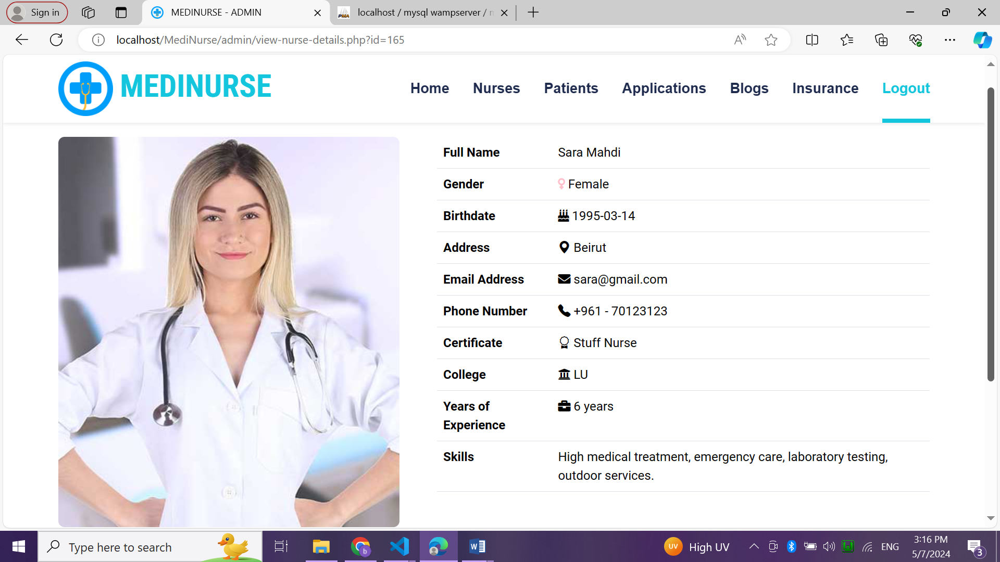 Sign in
MEDINURSE - ADMIN
localhost / mysql wampserver /
localhost/MediNurse/admin/view-nurse-details.php?id=165
MEDINURSE
Home Nurses Patients Applications Blogs Insurance Logout
Full Name Sara Mahdi
Gender Female
Birthdate 1995-03-14
Address Beirut
Email Address sara@gmail.com
Phone Number +961 - 70123123
Certificate Stuff Nurse
College LU
Years of Experience 6 years
Skills High medical treatment, emergency care, laboratory testing,
outdoor services.
Type here to search
UV High UV
ENG
3:16 PM
5/7/2024
3